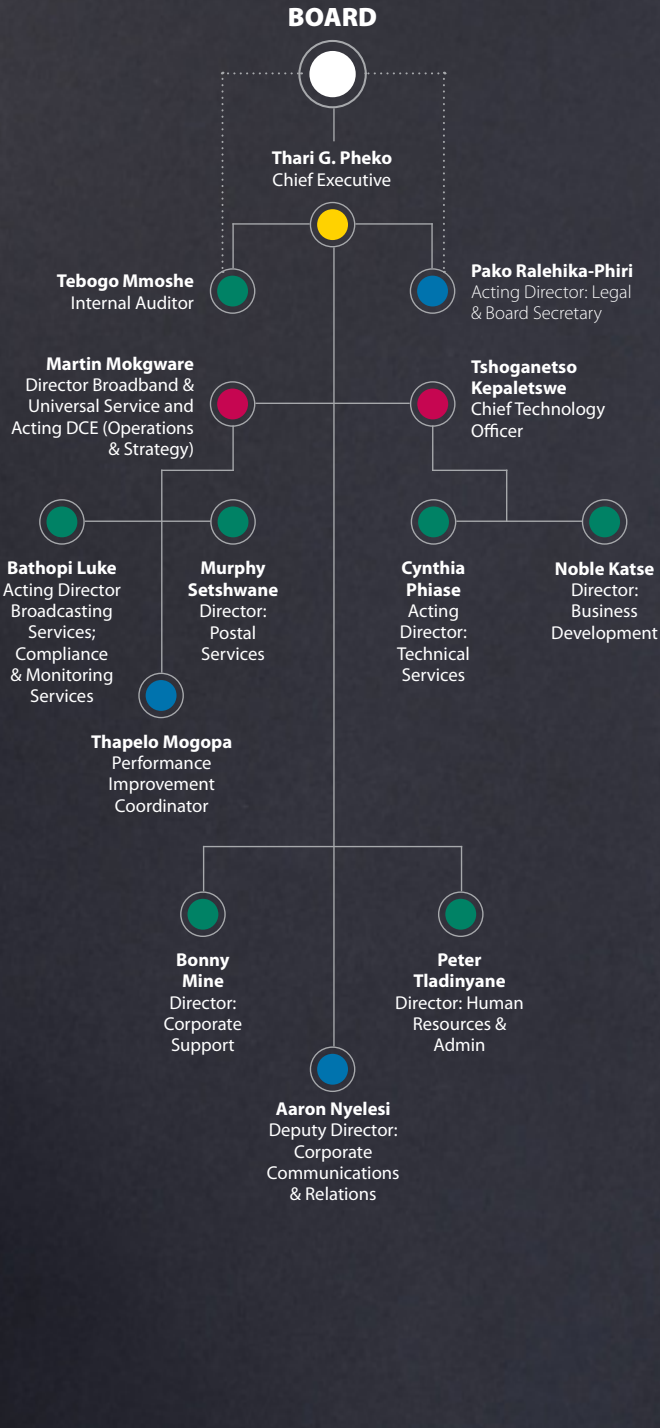 BOARD
Thari G. Pheko
Chief Executive
Tebogo Mmoshe
Internal Auditor
Pako Ralehika-Phiri
Acting Director: Legal
& Board Secretary
Martin Mokgware
Director Broadband &
Universal Service and
Acting DCE (Operations
& Strategy)
Tshoganetso
Kepaletswe
Chief Technology
Officer
Bathopi Luke
Acting Director
Broadcasting
Services;
Compliance
& Monitoring
Services
Murphy
Setshwane
Director:
Postal
Services
Cynthia
Phiase
Acting
Director:
Technical
Services
Noble Katse
Director:
Business
Development
Thapelo Mogopa
Performance
Improvement
Coordinator
Bonny
Mine
Director:
Corporate
Support
Peter
Tladinyane
Director: Human
Resources &
Admin
Aaron Nyelesi
Deputy Director:
Corporate
Communications
& Relations